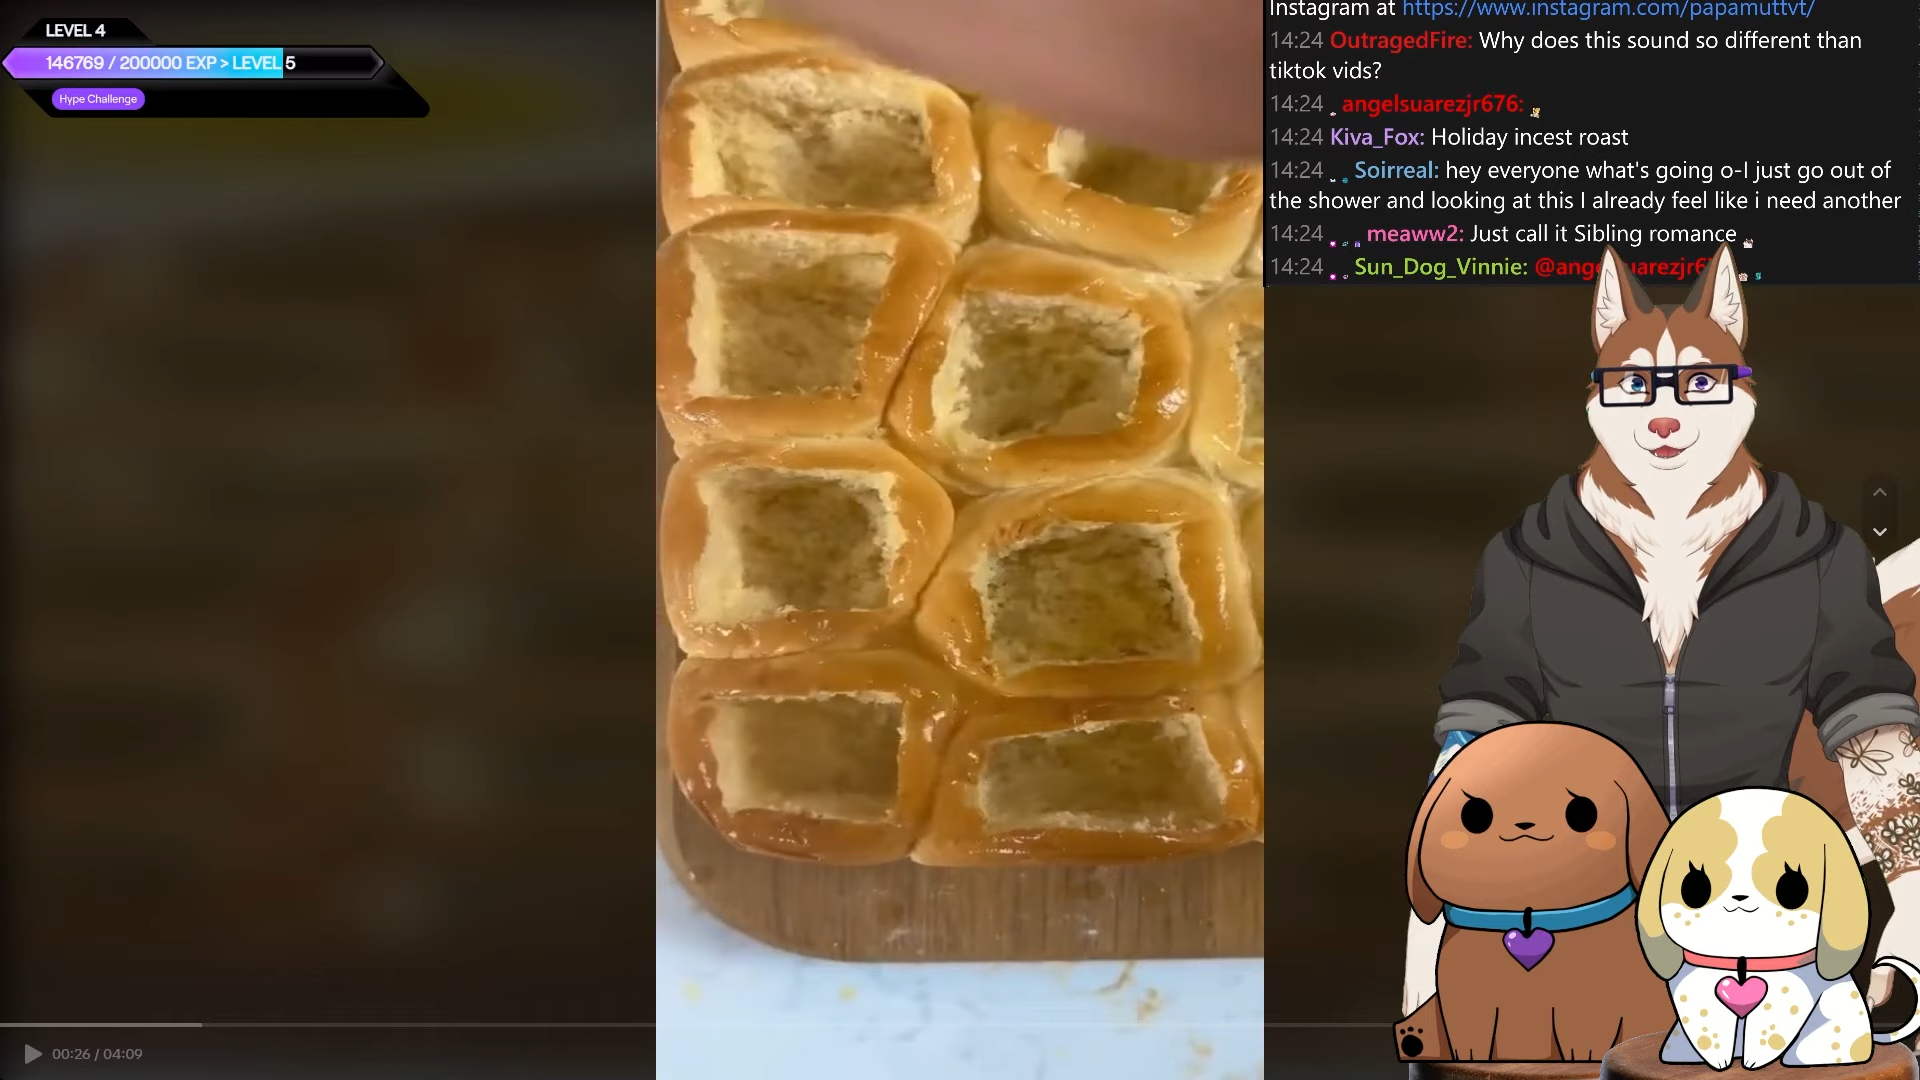 LEVEL 4
146769 / 200000 EXP > LEVEL 5
Hype Challenge
Instagram at https://www.instagram.com/papamuttvt/
14:24 OutragedFire: Why does this sound so different than
tiktok vids?
14:24 angelsuarezjr676:
14:24 Kiva_Fox: Holiday incest roast
14:24 Soirreal: hey everyone what's going o-I just go out of
the shower and looking at this I already feel like i need another
14:24 meaww2: Just call it Sibling romance
14:24 Sun_Dog_Vinnie:
00:26 / 04:09